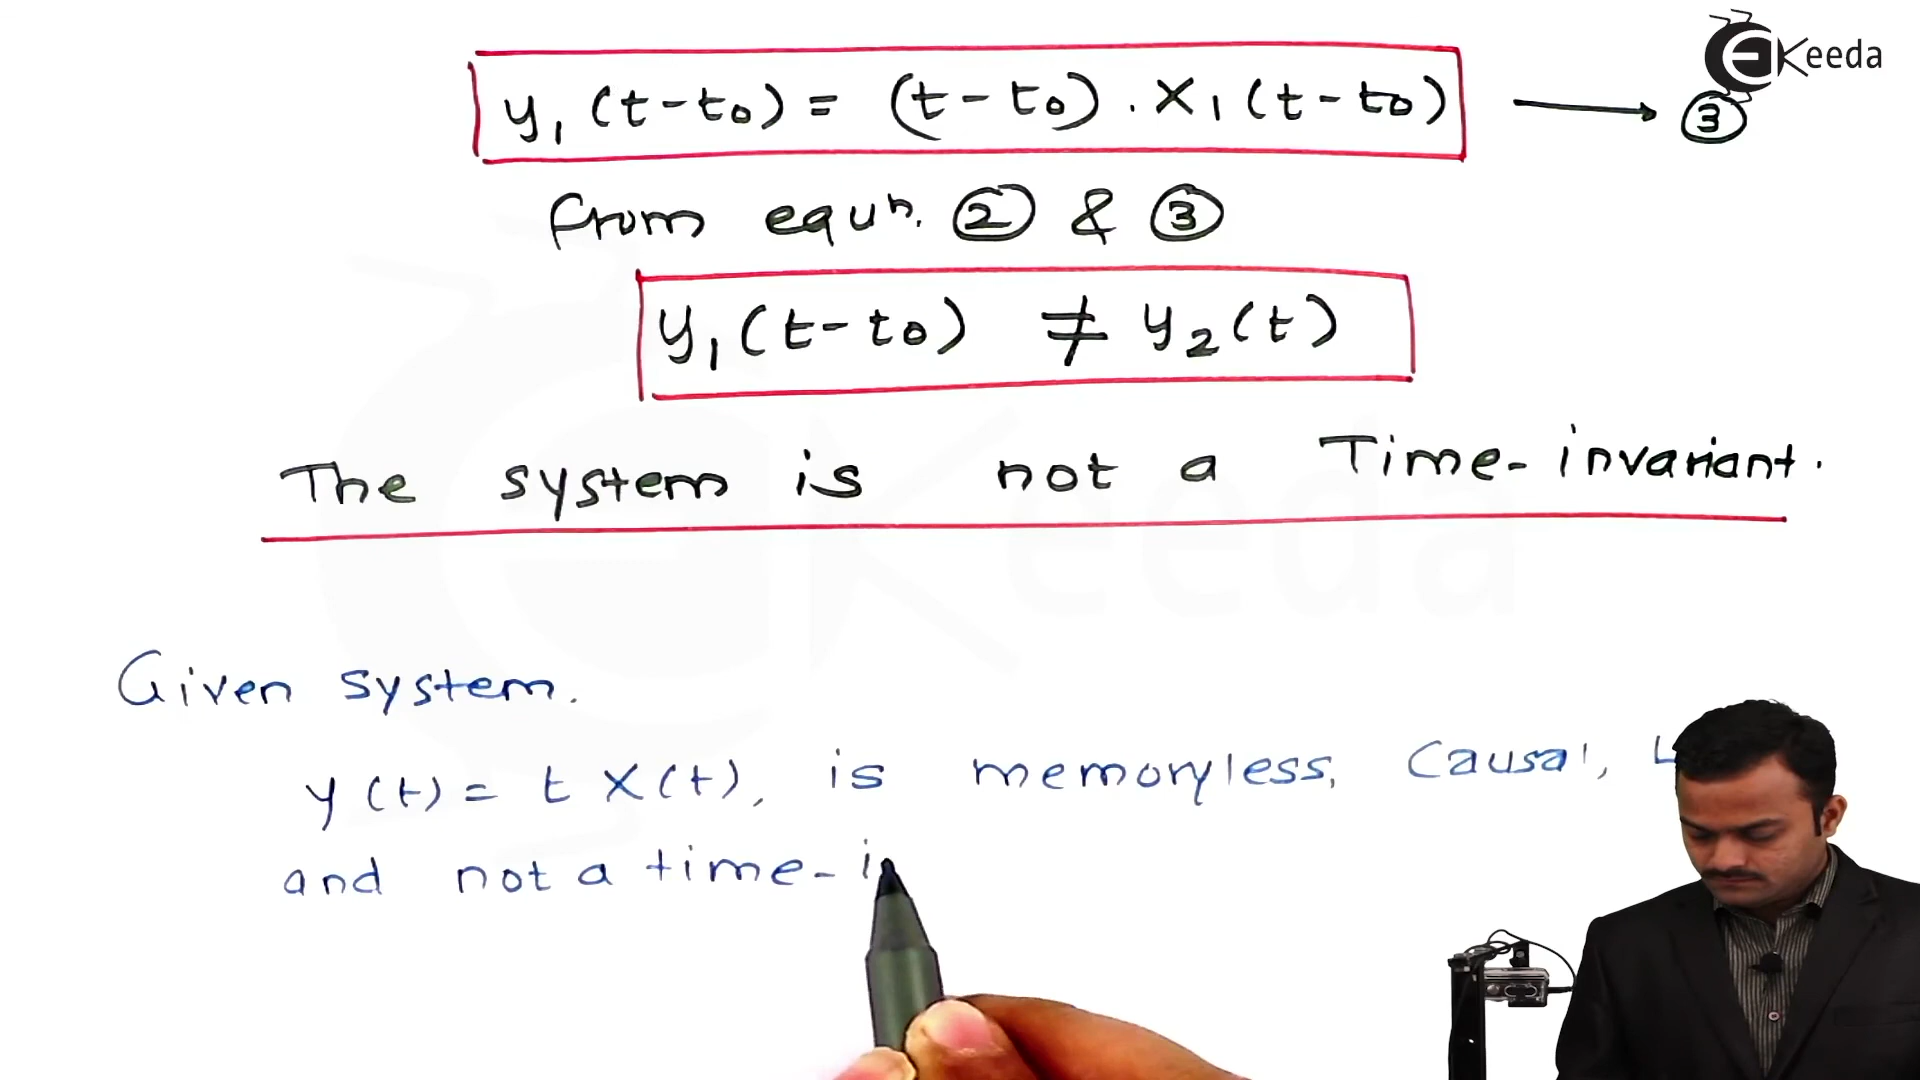 Keeda
y₁(t-t₀) = (t-t₀).x₁(t-t₀) → ③
from equⁿ. ② & ③
y₁(t-t₀) ≠ y₂(t)
The system is not a Time-invariant.
Given system.
y(t) = t x(t), is memoryless, Causal,
and not a time-i